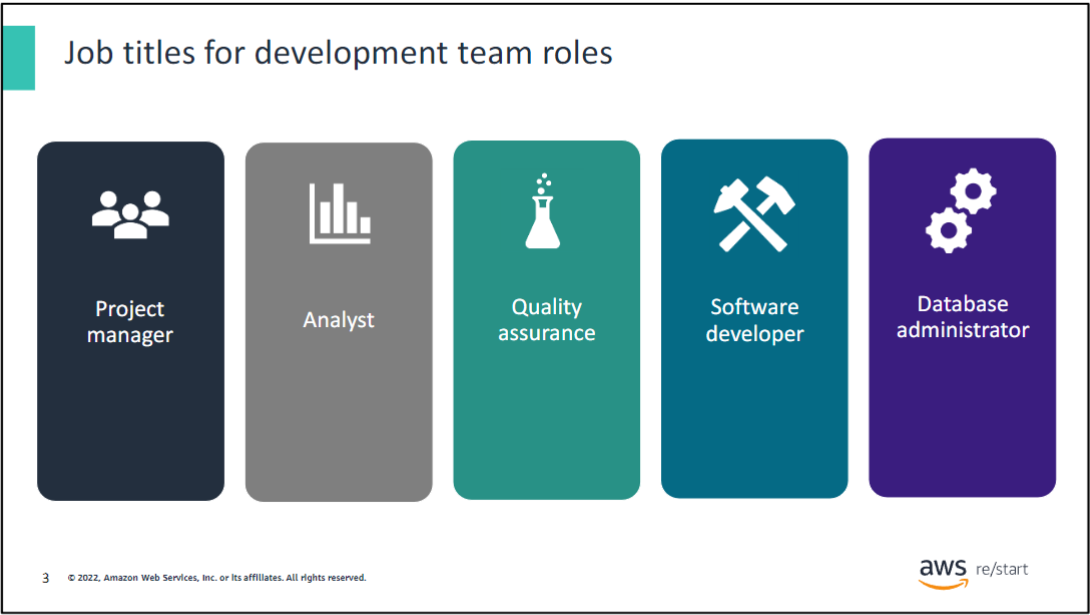 Job titles for development team roles
Project
manager
Analyst
Quality
assurance
Software
developer
Database
administrator
3
© 2022, Amazon Web Services, Inc. or its affiliates. All rights reserved.
aws re/start